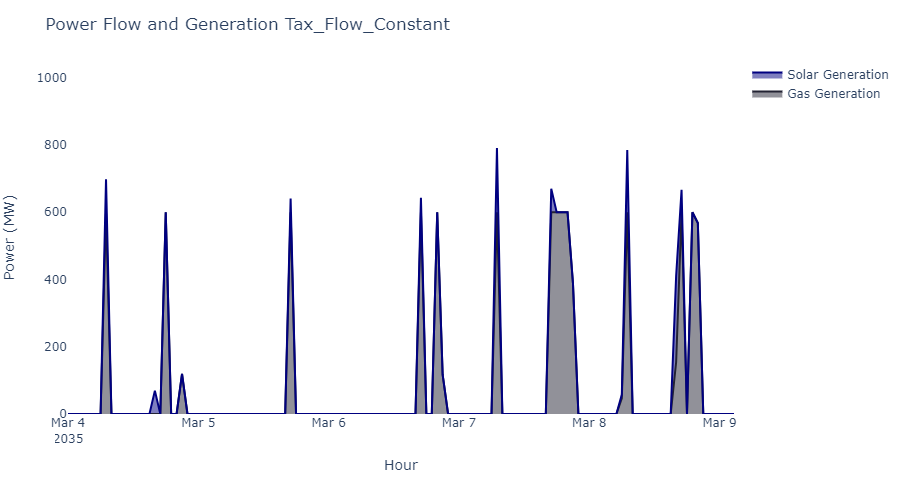 Power Flow and Generation Tax_Flow_Constant
Solar Generation
Gas Generation
1000
800
600
400
200
0
Power (MW)
Mar 4
2035
Mar 5
Mar 6
Mar 7
Mar 8
Mar 9
Hour